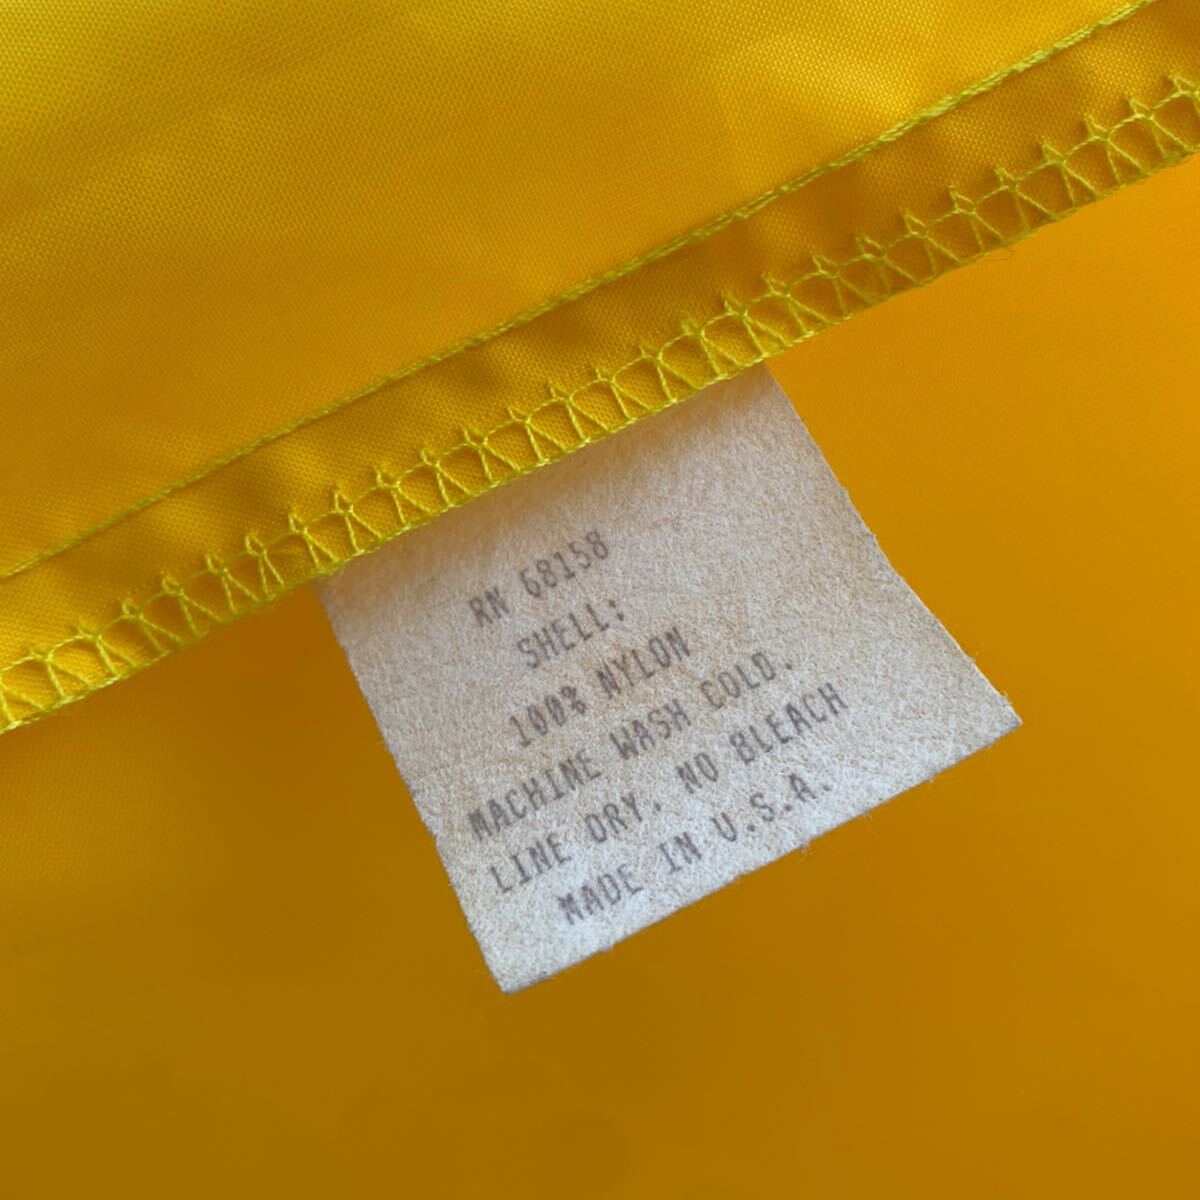 RN 68158
SHELL:
100% NYLON
MACHINE WASH COLD.
LINE DRY. NO BLEACH
MADE IN U.S.A.